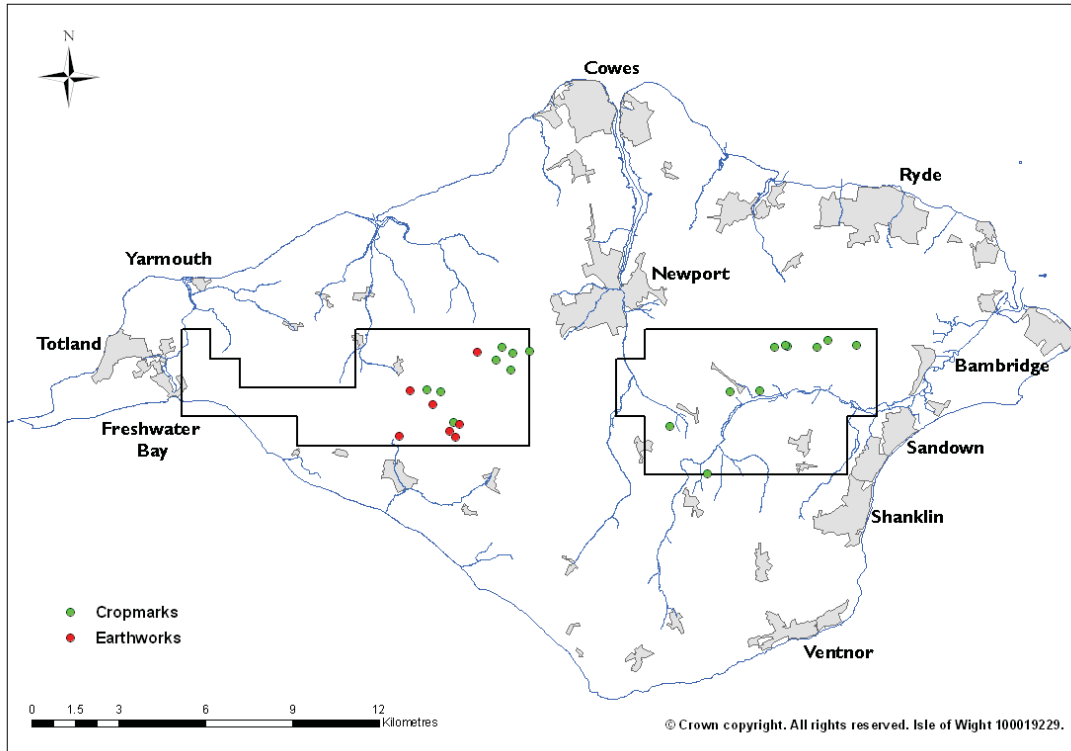 N
Cowes
Ryde
Yarmouth
Newport
Totland
Bambridge
Freshwater
Bay
Sandown
Shanklin
Cropmarks
Earthworks
Ventnor
0 1.5 3 6 9 12
Kilometres
© Crown copyright. All rights reserved. Isle of Wight 100019229.